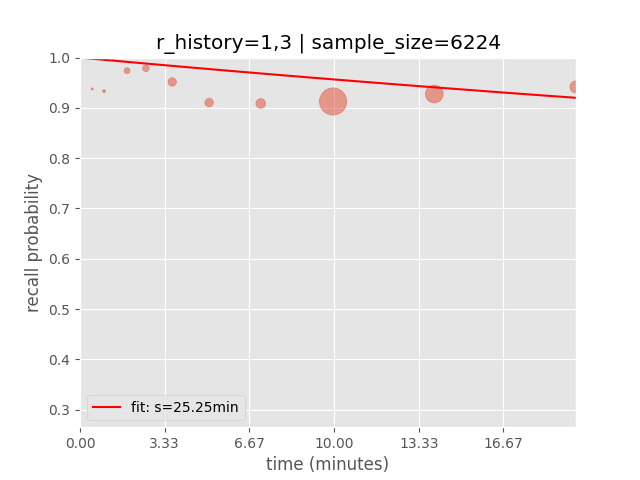 r_history=1,3 | sample_size=6224
1.0
0.9
0.8
0.7
0.6
0.5
0.4
0.3
recall probability
fit: s=25.25min
0.00 3.33 6.67 10.00 13.33 16.67
time (minutes)